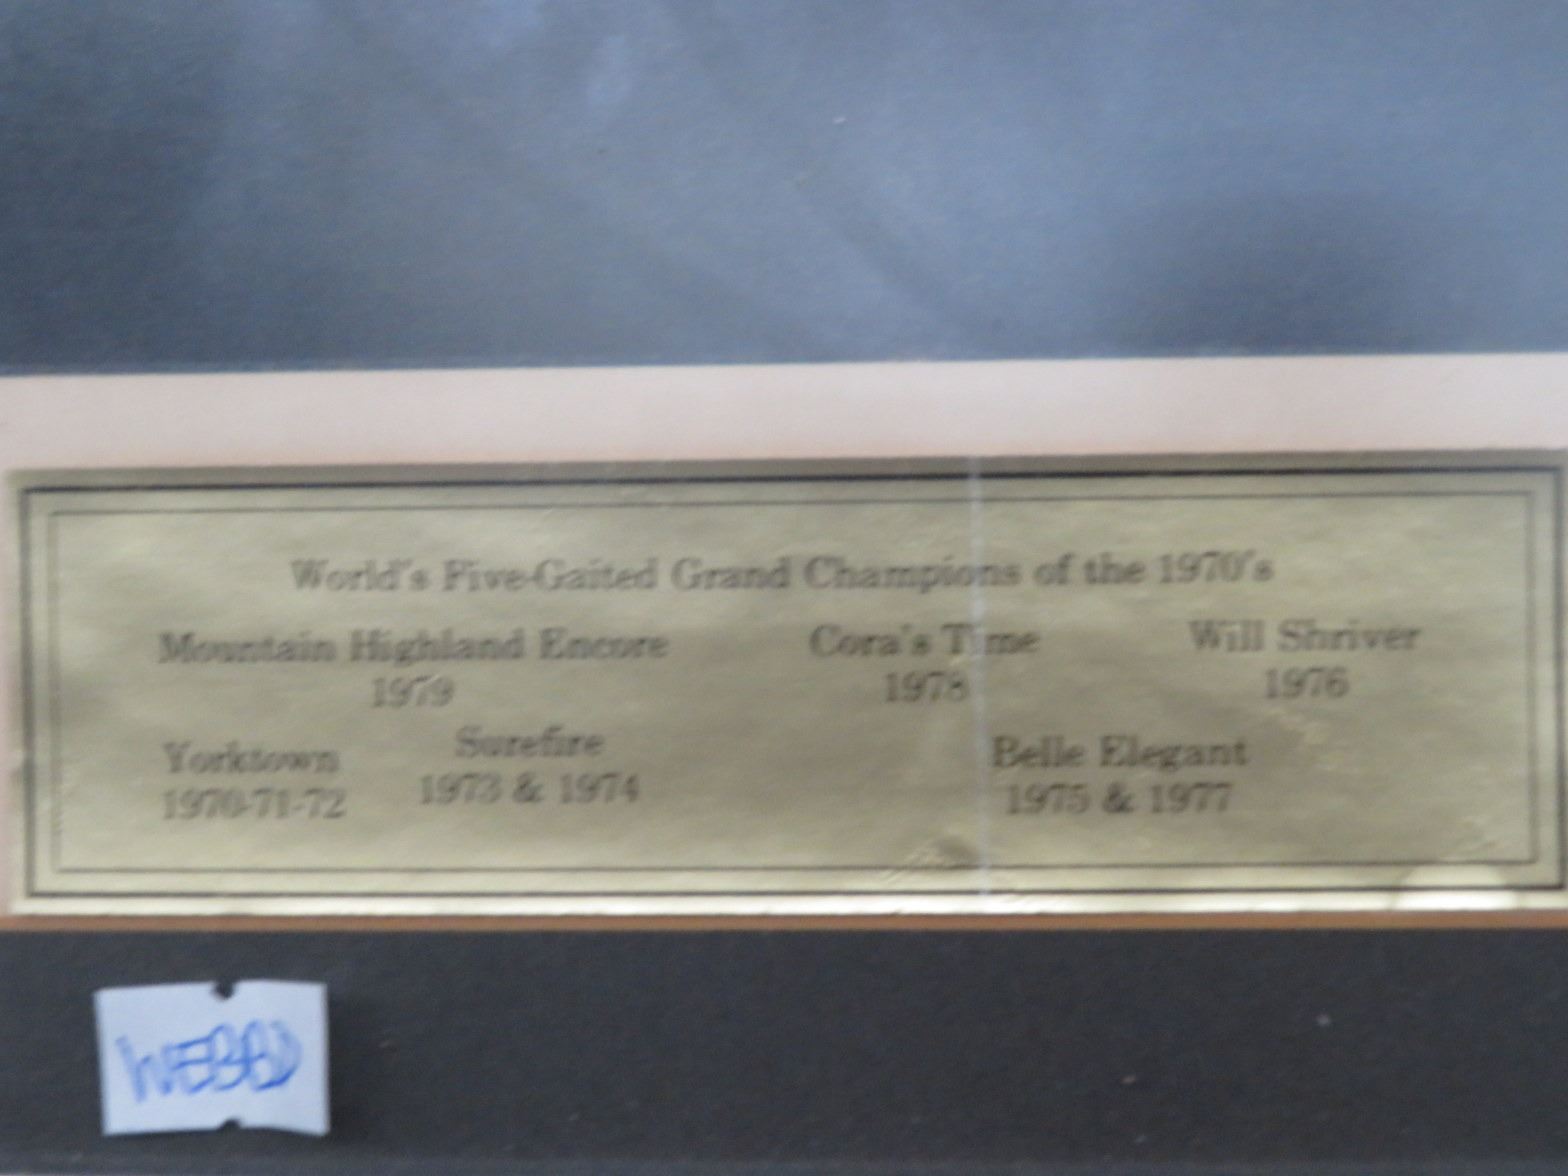 World's Five-Gaited Grand Champions of the 1970's
Mountain Highland Encore
1979
Cora's Time
1978
Will Shriver
1976
Yorktown
1970-71-72
Surefire
1973 & 1974
Belle Elegant
1975 & 1977